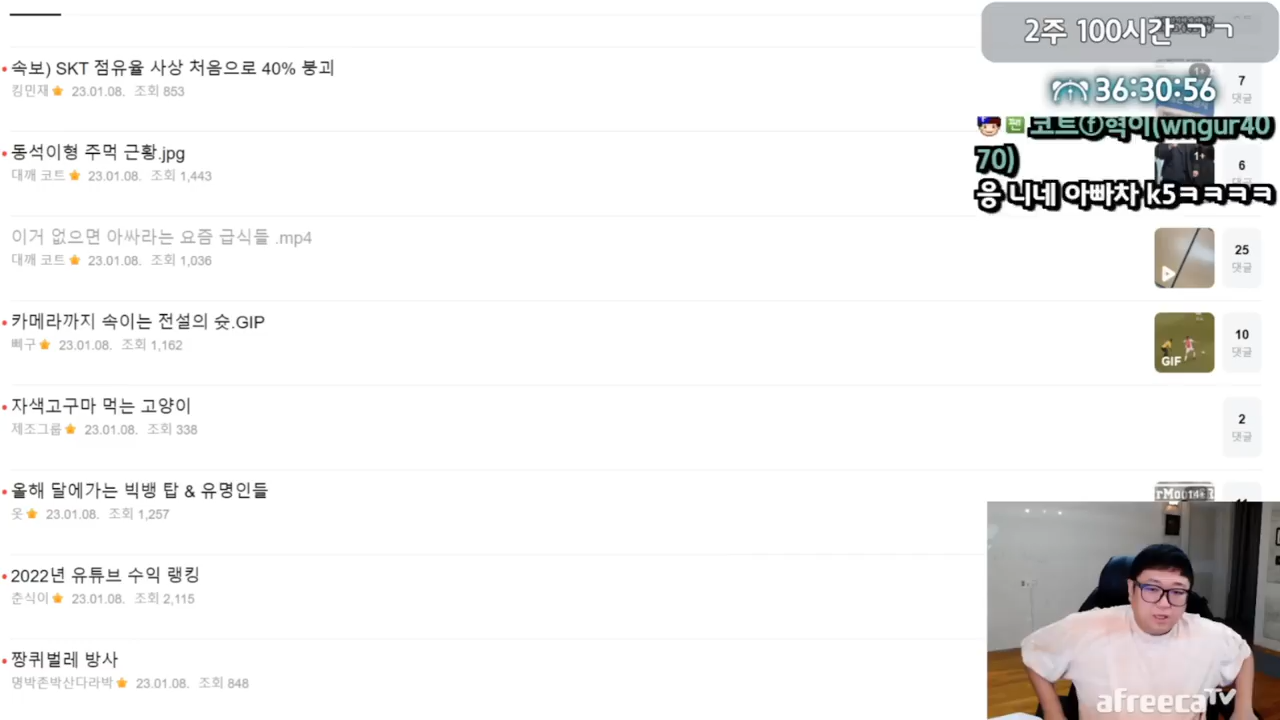 2주 100시간 ㄱㄱ
속보) SKT 점유율 사상 처음으로 40% 붕괴
킹민재 23.01.08. 조회 853
7
댓글
36:30:56
팬 코트ⓕ혁이(wngur40
70)
응 니네 아빠차 k5ㅋㅋㅋㅋ
동석이형 주먹 근황.jpg
대깨 코트 23.01.08. 조회 1,443
1+
6
이거 없으면 아싸라는 요즘 급식들 .mp4
대깨 코트 23.01.08. 조회 1,036
25
댓글
카메라까지 속이는 전설의 슛.GIP
삐구 23.01.08. 조회 1,162
GIF
10
댓글
자색고구마 먹는 고양이
제조그룹 23.01.08. 조회 338
2
댓글
올해 달에가는 빅뱅 탑 & 유명인들
옷 23.01.08. 조회 1,257
2022년 유튜브 수익 랭킹
춘식이 23.01.08. 조회 2,115
짱퀴벌레 방사
명박존박산다라박 23.01.08. 조회 848
afreecaTV